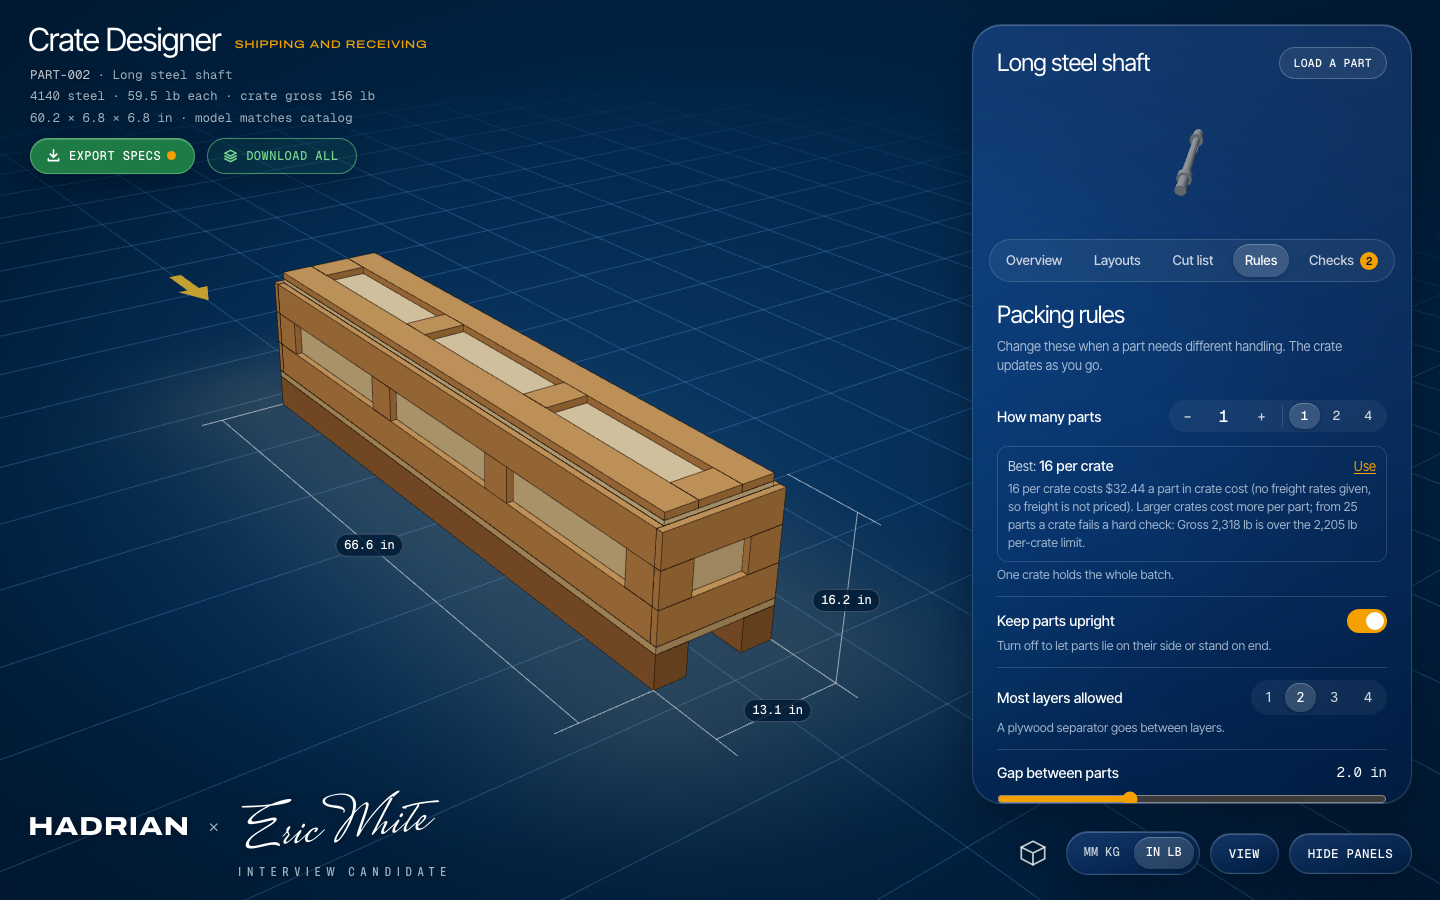 Crate Designer SHIPPING AND RECEIVING
PART-002 · Long steel shaft
4140 steel · 59.5 lb each · crate gross 156 lb
60.2 × 6.8 × 6.8 in · model matches catalog
EXPORT SPECS
DOWNLOAD ALL
66.6 in
16.2 in
13.1 in
HADRIAN × Eric White
INTERVIEW CANDIDATE
Long steel shaft
LOAD A PART
Overview Layouts Cut list Rules Checks 2
Packing rules
Change these when a part needs different handling. The crate
updates as you go.
How many parts − 1 + 1 2 4
Best: 16 per crate Use
16 per crate costs $32.44 a part in crate cost (no freight rates given,
so freight is not priced). Larger crates cost more per part; from 25
parts a crate fails a hard check: Gross 2,318 lb is over the 2,205 lb
per-crate limit.
One crate holds the whole batch.
Keep parts upright
Turn off to let parts lie on their side or stand on end.
Most layers allowed 1 2 3 4
A plywood separator goes between layers.
Gap between parts 2.0 in
MM KG IN LB
VIEW
HIDE PANELS